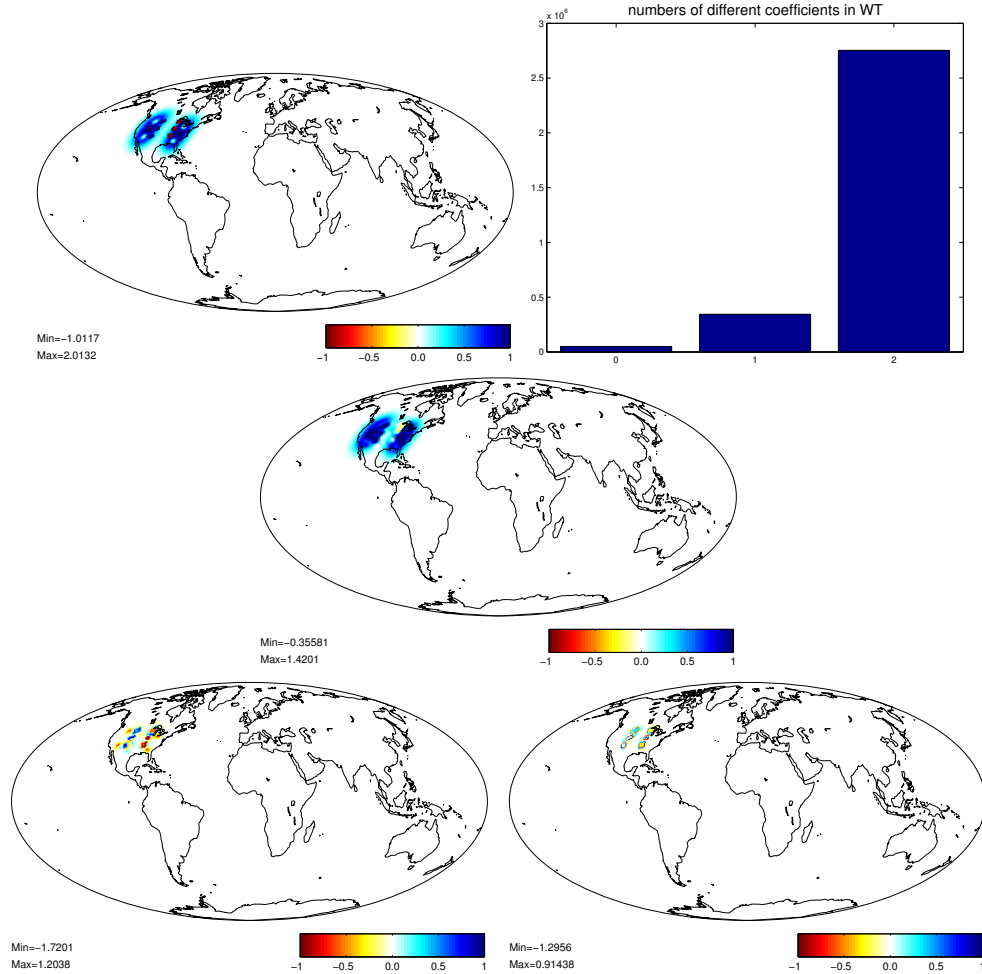 numbers of different coefficients in WT
x 10⁶
3
2.5
2
1.5
1
0.5
0
0 1 2
Min=−1.0117
Max=2.0132
−1 −0.5 0.0 0.5 1
Min=−0.35581
Max=1.4201
−1 −0.5 0.0 0.5 1
Min=−1.7201
Max=1.2038
−1 −0.5 0.0 0.5 1
Min=−1.2956
Max=0.91438
−1 −0.5 0.0 0.5 1